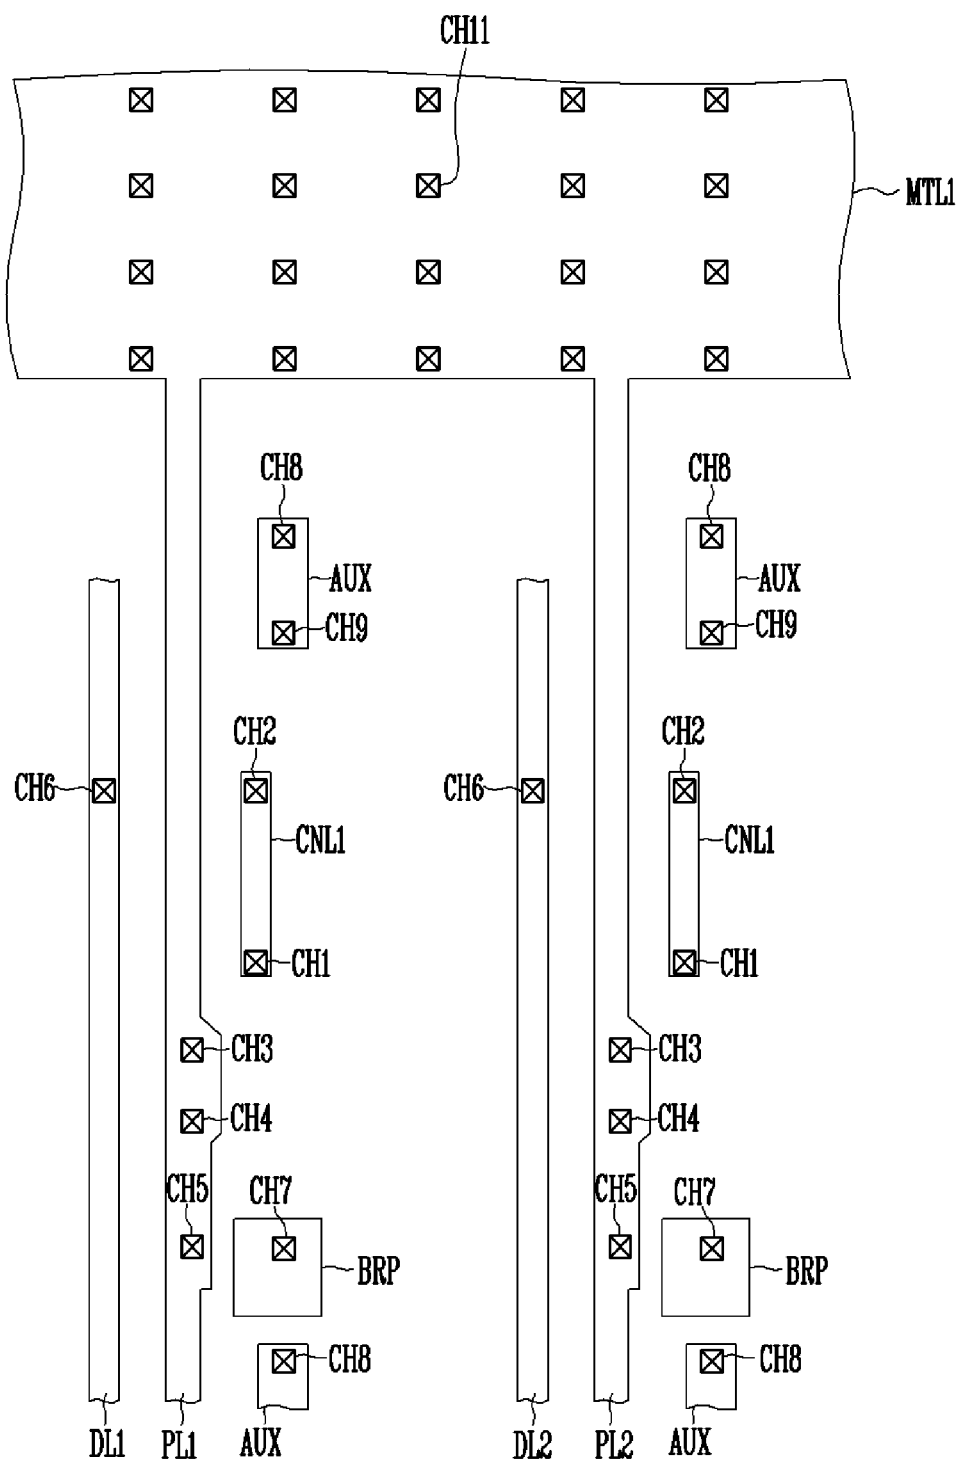 CH11
MTL1
CH8
CH8
AUX
AUX
CH9
CH9
CH2
CH2
CH6
CH6
CNL1
CNL1
CH1
CH1
CH3
CH3
CH4
CH4
CH5
CH7
CH5
CH7
BRP
BRP
CH8
CH8
DL1
PL1
AUX
DL2
PL2
AUX